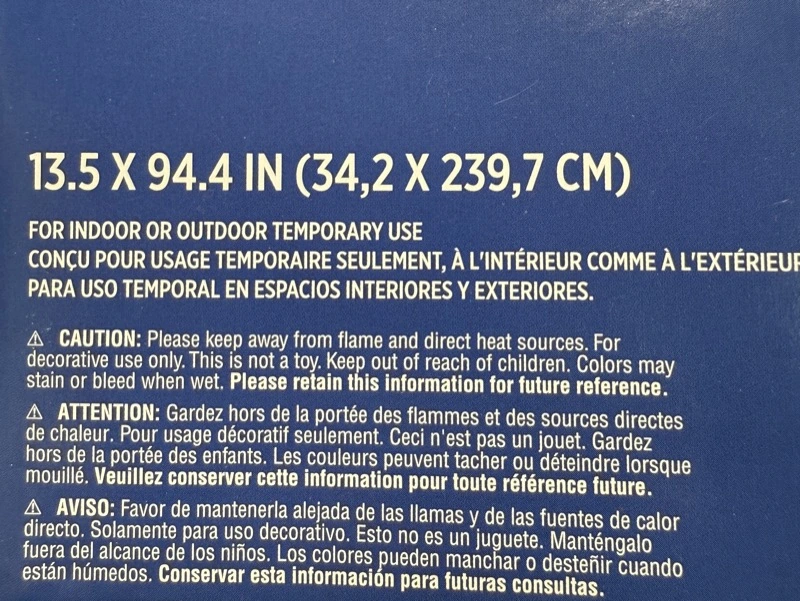 13.5 X 94.4 IN (34,2 X 239,7 CM)
FOR INDOOR OR OUTDOOR TEMPORARY USE
CONÇU POUR USAGE TEMPORAIRE SEULEMENT, À L'INTÉRIEUR COMME À L'EXTÉRIEUR
PARA USO TEMPORAL EN ESPACIOS INTERIORES Y EXTERIORES.
⚠ CAUTION: Please keep away from flame and direct heat sources. For
decorative use only. This is not a toy. Keep out of reach of children. Colors may
stain or bleed when wet. Please retain this information for future reference.
⚠ ATTENTION: Gardez hors de la portée des flammes et des sources directes
de chaleur. Pour usage décoratif seulement. Ceci n'est pas un jouet. Gardez
hors de la portée des enfants. Les couleurs peuvent tacher ou déteindre lorsque
mouillé. Veuillez conserver cette information pour toute référence future.
⚠ AVISO: Favor de mantenerla alejada de las llamas y de las fuentes de calor
directo. Solamente para uso decorativo. Esto no es un juguete. Manténgalo
fuera del alcance de los niños. Los colores pueden manchar o desteñir cuando
están húmedos. Conservar esta información para futuras consultas.